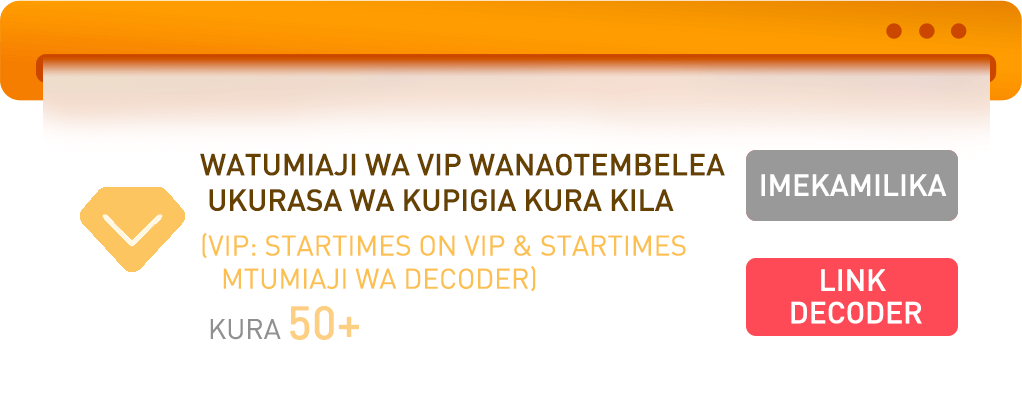 WATUMIAJI WA VIP WANAOTEMBELEA
UKURASA WA KUPIGIA KURA KILA
(VIP: STARTIMES ON VIP & STARTIMES
MTUMIAJI WA DECODER)
KURA 50+
IMEKAMILIKA
LINK
DECODER